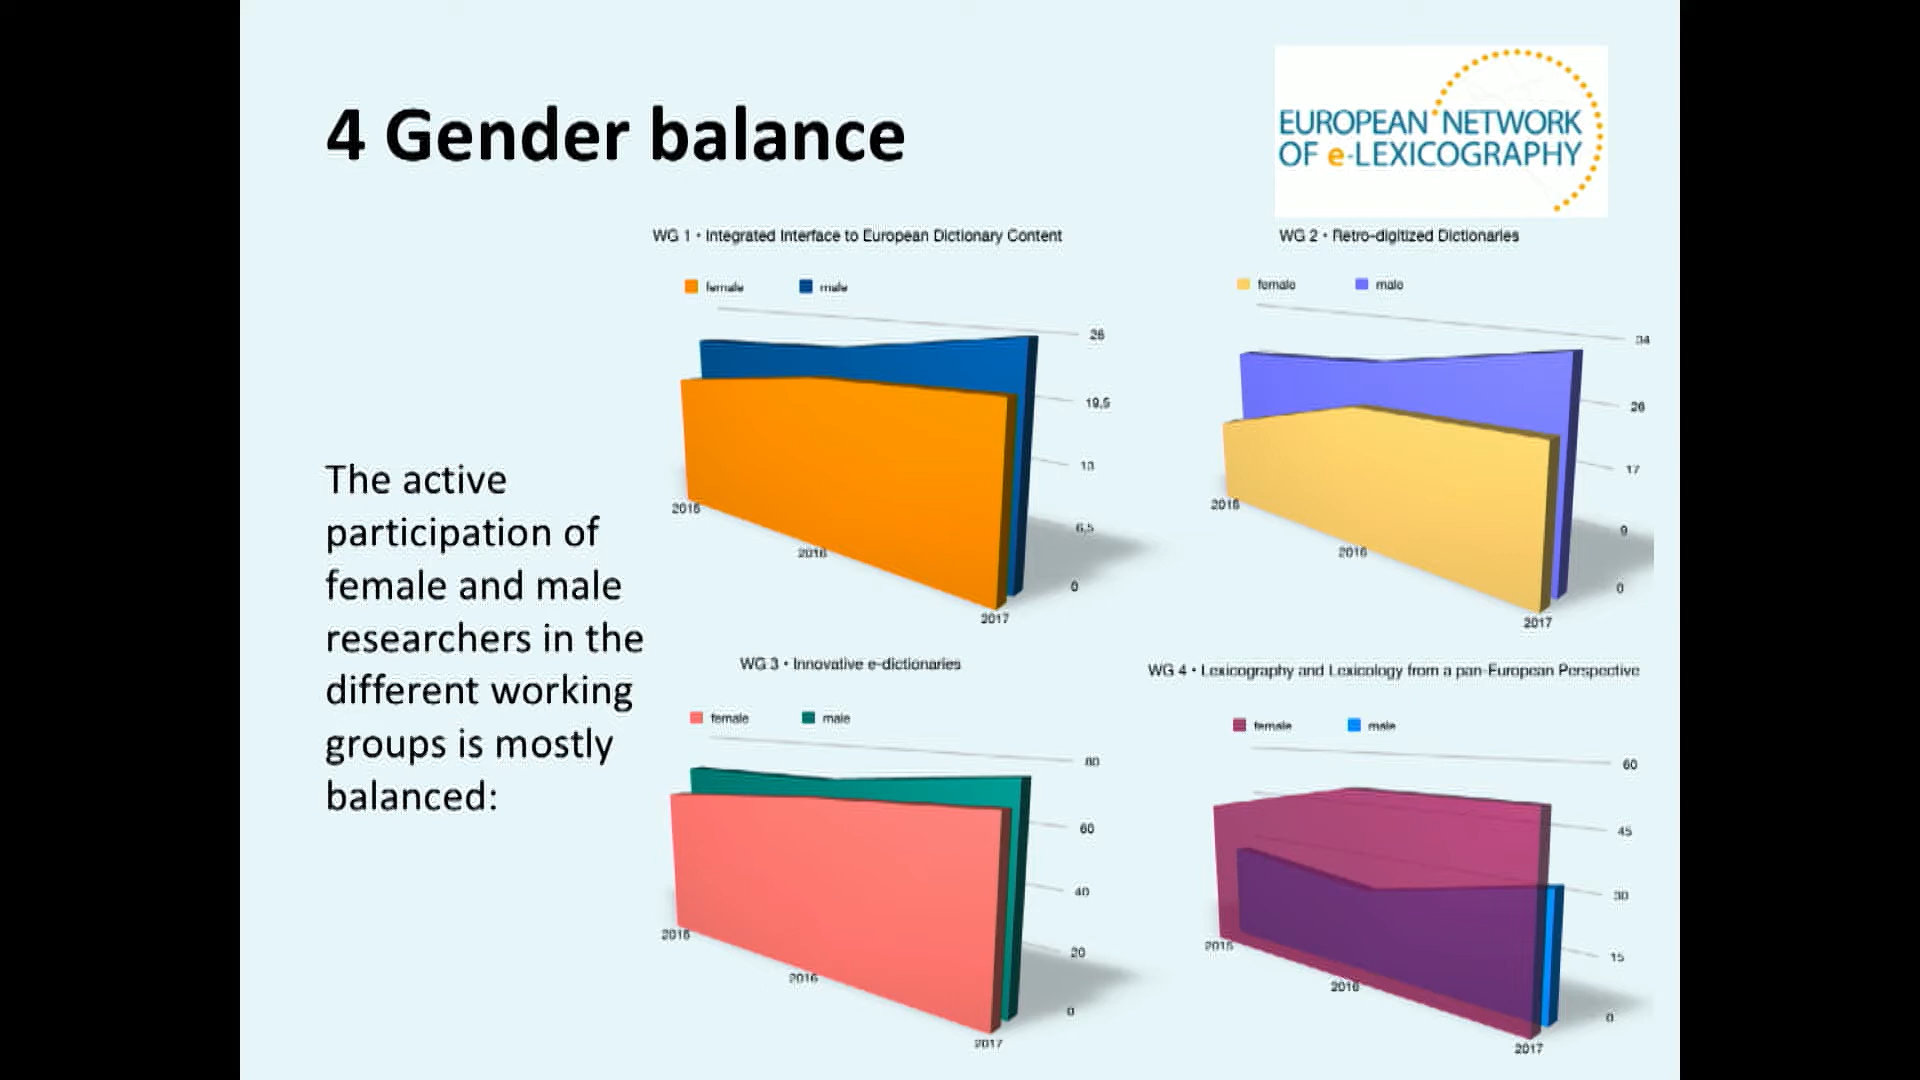 4 Gender balance
EUROPEAN NETWORK
OF e-LEXICOGRAPHY
The active
participation of
female and male
researchers in the
different working
groups is mostly
balanced:
WG 1 • Integrated Interface to European Dictionary Content
female male
26
19,5
13
6,5
0
2015
2016
2017
WG 2 • Retro-digitized Dictionaries
female male
34
26
17
9
0
2015
2016
2017
WG 3 • Innovative e-dictionaries
female male
80
60
40
20
0
2015
2016
2017
WG 4 • Lexicography and Lexicology from a pan-European Perspective
female male
60
45
30
15
0
2015
2016
2017